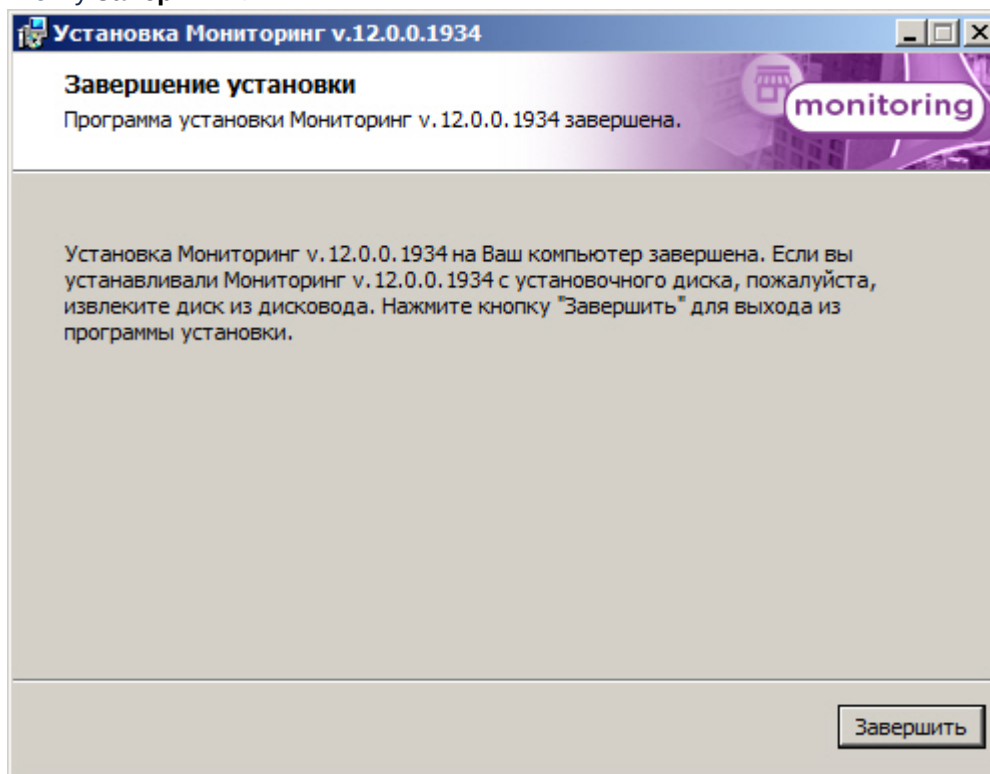 Установка Мониторинг v.12.0.0.1934
Завершение установки
Программа установки Мониторинг v.12.0.0.1934 завершена.
monitoring
Установка Мониторинг v.12.0.0.1934 на Ваш компьютер завершена. Если вы
устанавливали Мониторинг v.12.0.0.1934 с установочного диска, пожалуйста,
извлеките диск из дисковода. Нажмите кнопку "Завершить" для выхода из
программы установки.
Завершить